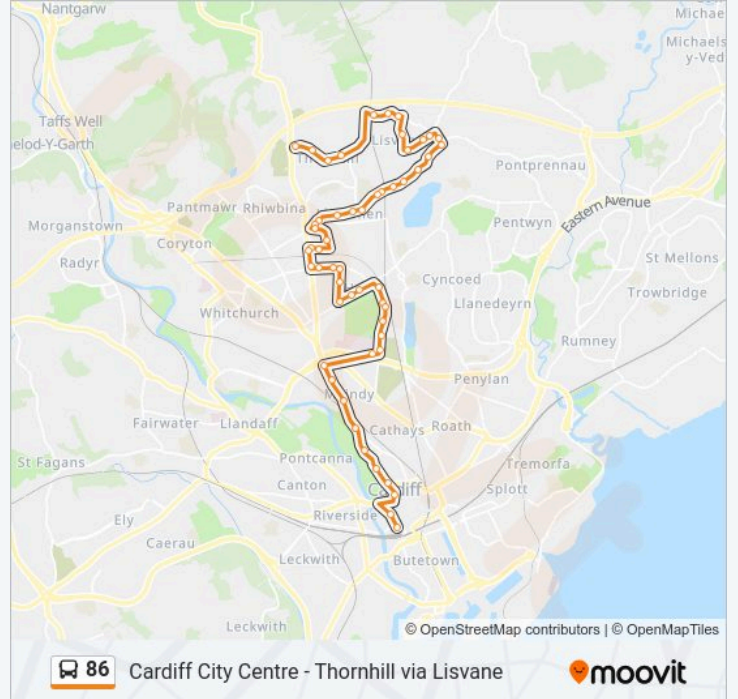 Nantgarw
Michae
Michaels
y-Ved
Taffs Well
elod-Y-Garth
Pontprennau
Pantmawr
Rhiwbina
Eastern Avenue
Pentwyn
Morganstown
Coryton
Radyr
St Mellons
Cyncoed
Trowbridge
Llanedeyrn
Whitchurch
Rumney
Penylan
Fairwater
Llandaff
Cathays
Roath
St Fagans
Pontcanna
Tremorfa
Canton
Splott
Riverside
Ely
Caerau
Leckwith
Butetown
Leckwith
© OpenStreetMap contributors | © OpenMapTiles
86
Cardiff City Centre - Thornhill via Lisvane
moovit